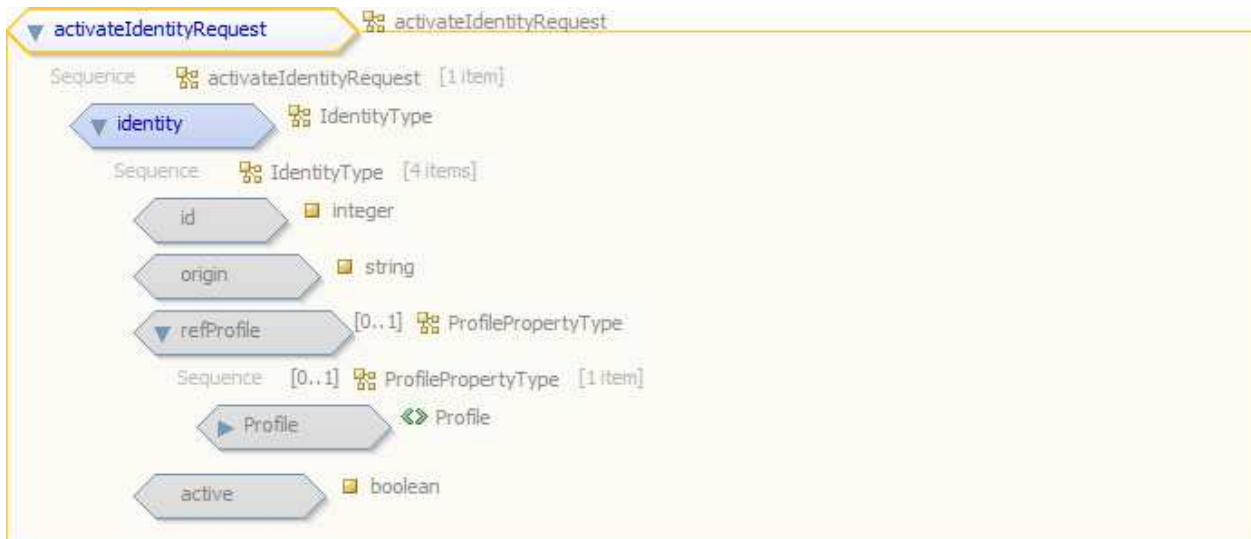 activateIdentityRequest activateIdentityRequest
Sequence activateIdentityRequest [1 item]
identity IdentityType
Sequence IdentityType [4 items]
id integer
origin string
refProfile [0..1] ProfilePropertyType
Sequence [0..1] ProfilePropertyType [1 item]
Profile Profile
active boolean